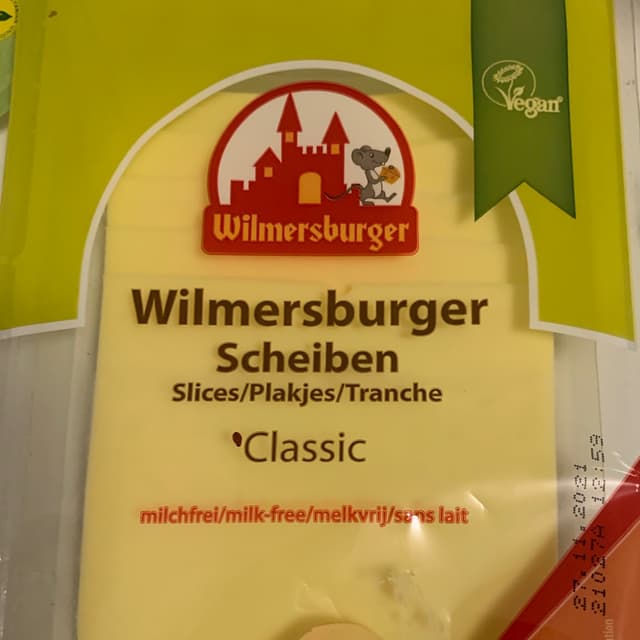 Vegan
Wilmersburger
Wilmersburger
Scheiben
Slices/Plakjes/Tranche
Classic
milchfrei/milk-free/melkvrij/sans lait
27.11.2021
21027A 12:59